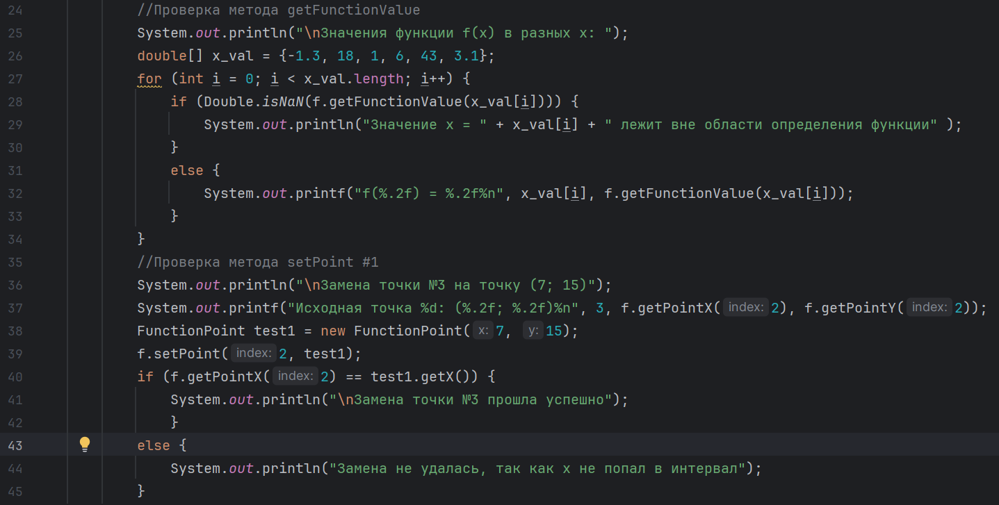 24 //Проверка метода getFunctionValue
25 System.out.println("\nЗначения функции f(x) в разных x: ");
26 double[] x_val = {-1.3, 18, 1, 6, 43, 3.1};
27 for (int i = 0; i < x_val.length; i++) {
28 if (Double.isNaN(f.getFunctionValue(x_val[i]))) {
29 System.out.println("Значение x = " + x_val[i] + " лежит вне области определения функции" );
30 }
31 else {
32 System.out.printf("f(%.2f) = %.2f%n", x_val[i], f.getFunctionValue(x_val[i]));
33 }
34 }
35 //Проверка метода setPoint #1
36 System.out.println("\nЗамена точки №3 на точку (7; 15)");
37 System.out.printf("Исходная точка %d: (%.2f; %.2f)%n", 3, f.getPointX( index: 2), f.getPointY( index: 2));
38 FunctionPoint test1 = new FunctionPoint( x: 7, y: 15);
39 f.setPoint( index: 2, test1);
40 if (f.getPointX( index: 2) == test1.getX()) {
41 System.out.println("\nЗамена точки №3 прошла успешно");
42 }
43 else {
44 System.out.println("Замена не удалась, так как x не попал в интервал");
45 }